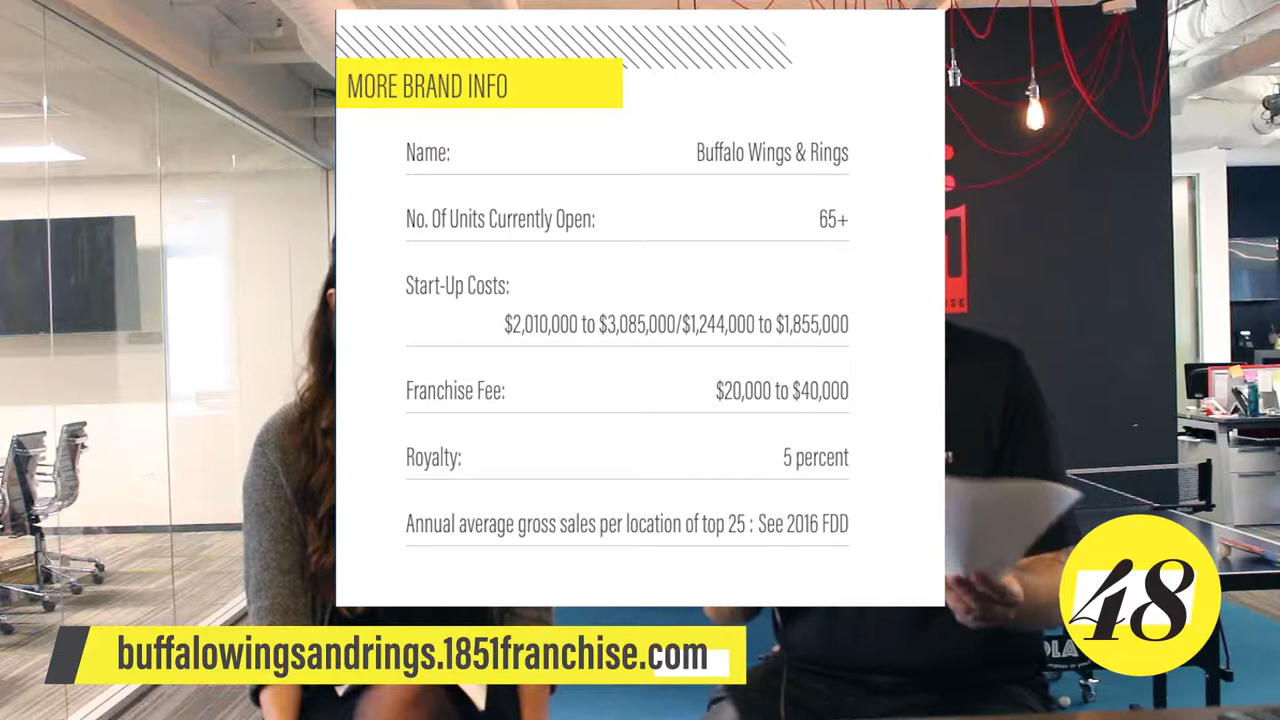 MORE BRAND INFO
Name: Buffalo Wings & Rings
No. Of Units Currently Open: 65+
Start-Up Costs:
$2,010,000 to $3,085,000/$1,244,000 to $1,855,000
Franchise Fee: $20,000 to $40,000
Royalty: 5 percent
Annual average gross sales per location of top 25 : See 2016 FDD
48
buffalowingsandrings.1851franchise.com